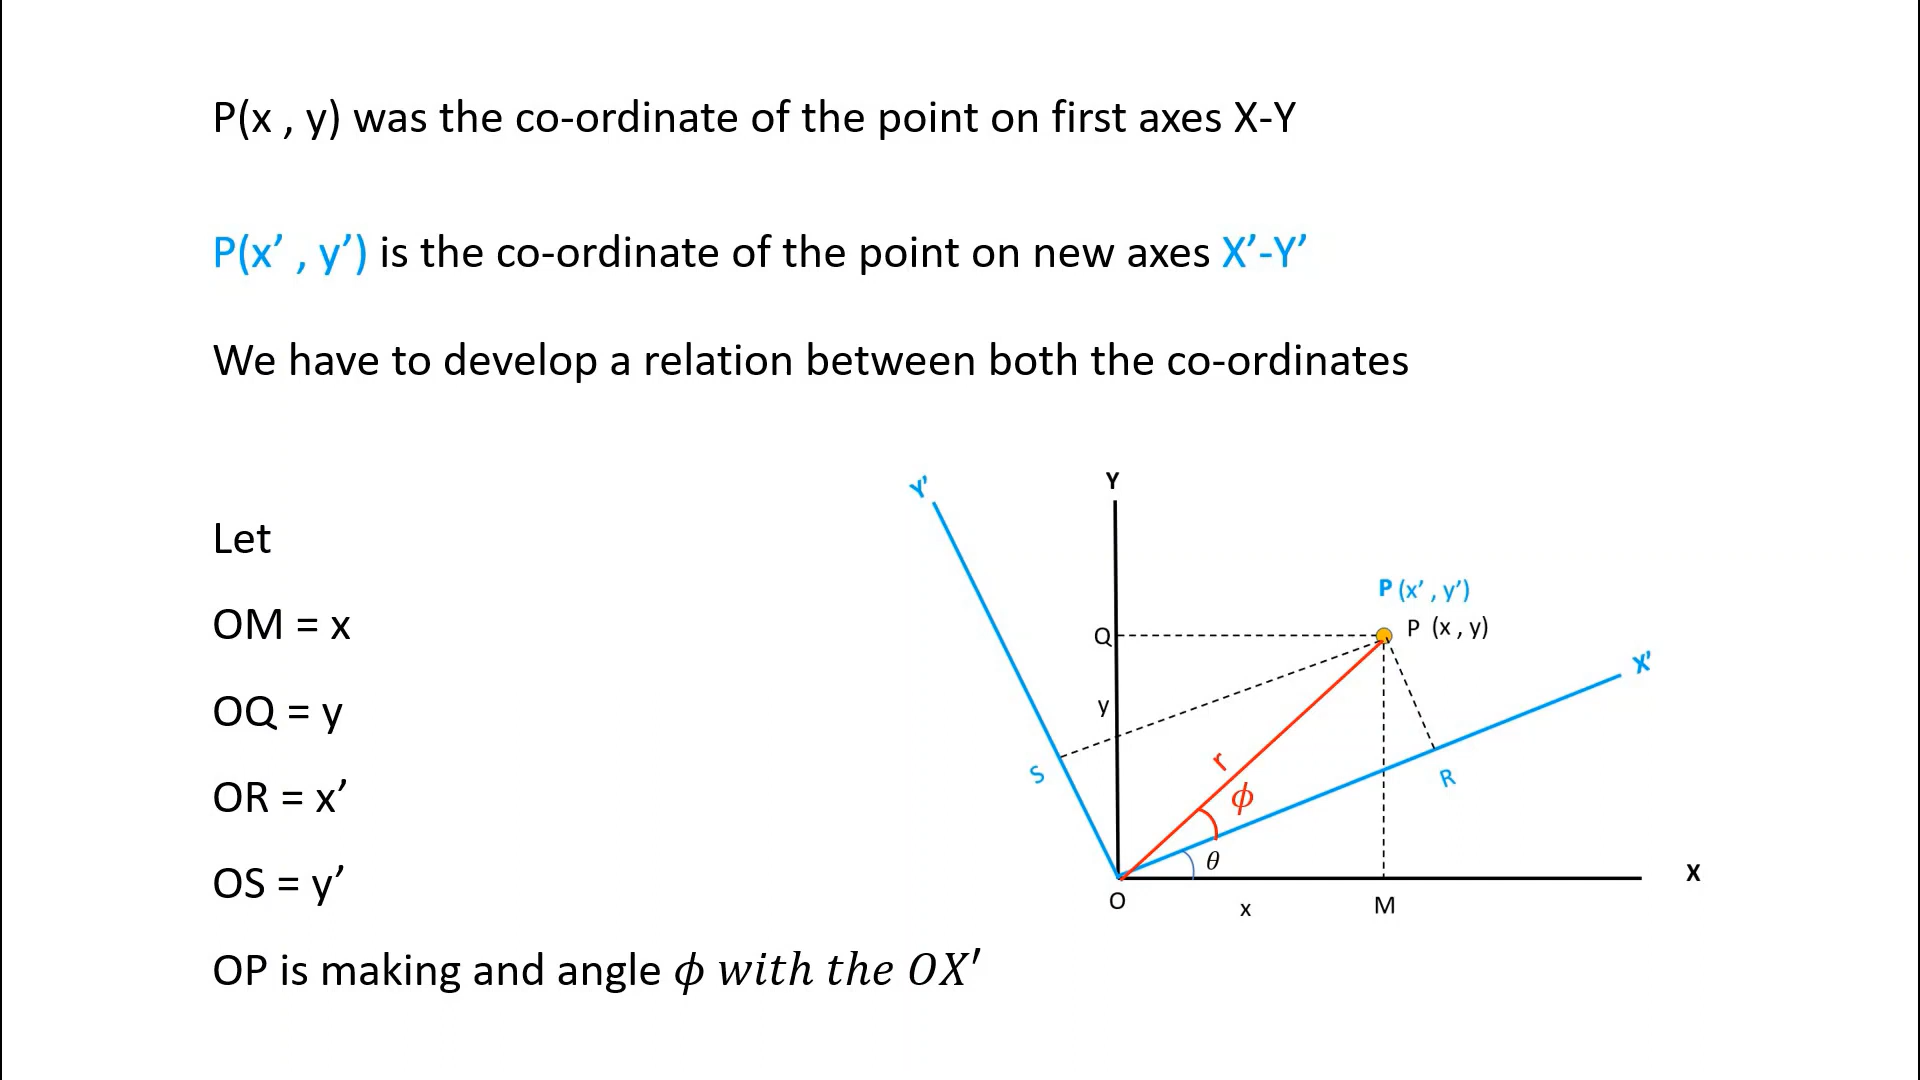 P(x , y) was the co-ordinate of the point on first axes X-Y
P(x’ , y’) is the co-ordinate of the point on new axes X’-Y’
We have to develop a relation between both the co-ordinates
Let
OM = x
OQ = y
OR = x’
OS = y’
OP is making and angle ϕ with the OX′
Y’
Y
P (x’ , y’)
Q
P (x , y)
X’
y
S
r
R
ϕ
θ
X
O
x
M